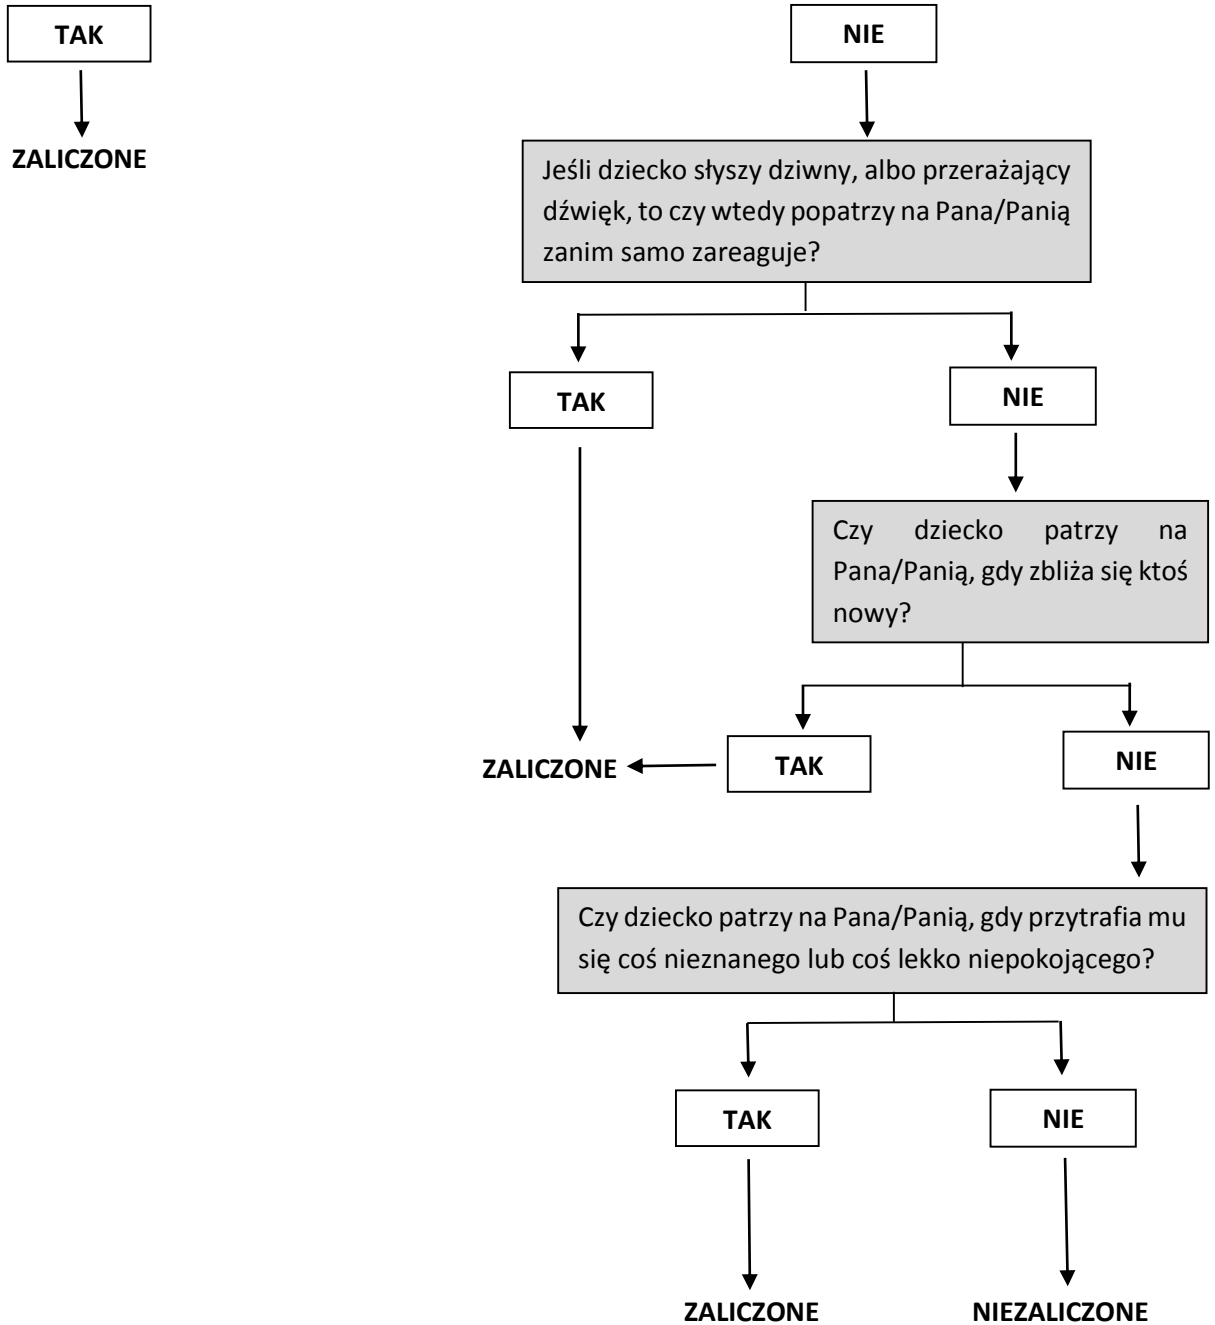 TAK
NIE
ZALICZONE
Jeśli dziecko słyszy dziwny, albo przerażający
dźwięk, to czy wtedy popatrzy na Pana/Panią
zanim samo zareaguje?
TAK
NIE
Czy dziecko patrzy na
Pana/Panią, gdy zbliża się ktoś
nowy?
ZALICZONE
TAK
NIE
Czy dziecko patrzy na Pana/Panią, gdy przytrafia mu
się coś nieznanego lub coś lekko niepokojącego?
TAK
NIE
ZALICZONE
NIEZALICZONE